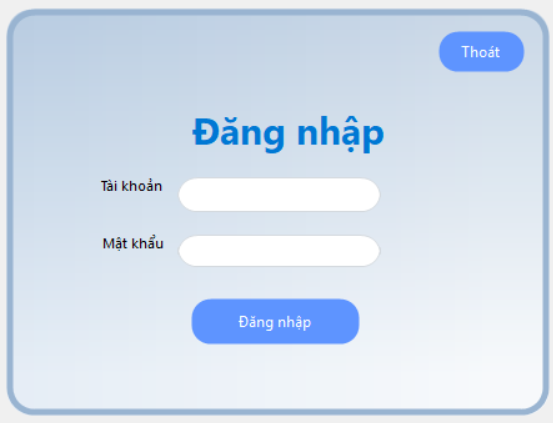 Thoát
Đăng nhập
Tài khoản
Mật khẩu
Đăng nhập